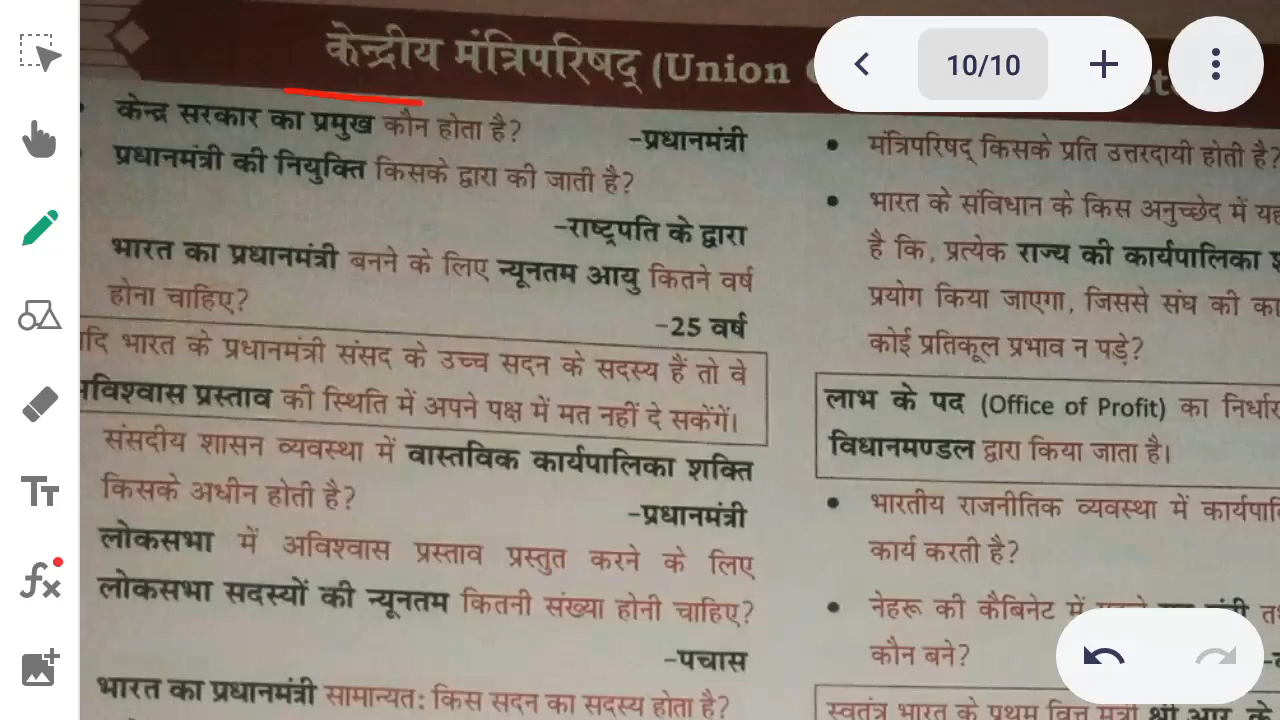 केन्द्रीय मंत्रिपरिषद् (Union
10/10
केन्द्र सरकार का प्रमुख कौन होता है?
-प्रधानमंत्री
प्रधानमंत्री की नियुक्ति किसके द्वारा की जाती है?
-राष्ट्रपति के द्वारा
भारत का प्रधानमंत्री बनने के लिए न्यूनतम आयु कितने वर्ष
होना चाहिए?
-25 वर्ष
भारत के प्रधानमंत्री संसद के उच्च सदन के सदस्य हैं तो वे
प्रस्ताव की स्थिति में अपने पक्ष में मत नहीं दे सकेंगें।
संसदीय शासन व्यवस्था में वास्तविक कार्यपालिका शक्ति
किसके अधीन होती है?
-प्रधानमंत्री
लोकसभा में अविश्वास प्रस्ताव प्रस्तुत करने के लिए
लोकसभा सदस्यों की न्यूनतम कितनी संख्या होनी चाहिए?
-पचास
भारत का प्रधानमंत्री सामान्यत: किस सदन का सदस्य होता है?
• मंत्रिपरिषद् किसके प्रति उत्तरदायी होती है?
• भारत के संविधान के किस अनुच्छेद में
है कि, प्रत्येक राज्य की कार्यपालिका
प्रयोग किया जाएगा, जिससे संघ की
कोई प्रतिकूल प्रभाव न पड़े?
लाभ के पद (Office of Profit) का
विधानमण्डल द्वारा किया जाता है।
• भारतीय राजनीतिक व्यवस्था में
कार्य करती है?
• नेहरू की कैबिनेट में
कौन बने?
स्वतंत्र भारत के प्रथम वित्त मंत्री श्री आर. के.
Tт
fx